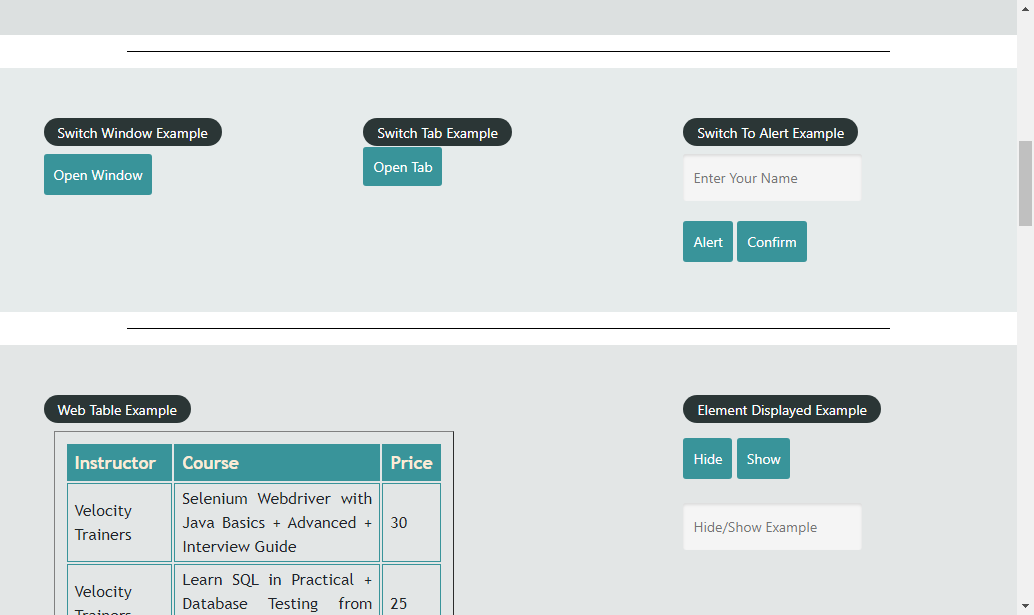 Switch Window Example
Open Window
Switch Tab Example
Open Tab
Switch To Alert Example
Enter Your Name
Alert Confirm
Web Table Example
Instructor Course Price
Velocity Trainers
Selenium Webdriver with
Java Basics + Advanced +
Interview Guide
30
Velocity
Trainers
Learn SQL in Practical +
Database Testing from
25
Element Displayed Example
Hide Show
Hide/Show Example